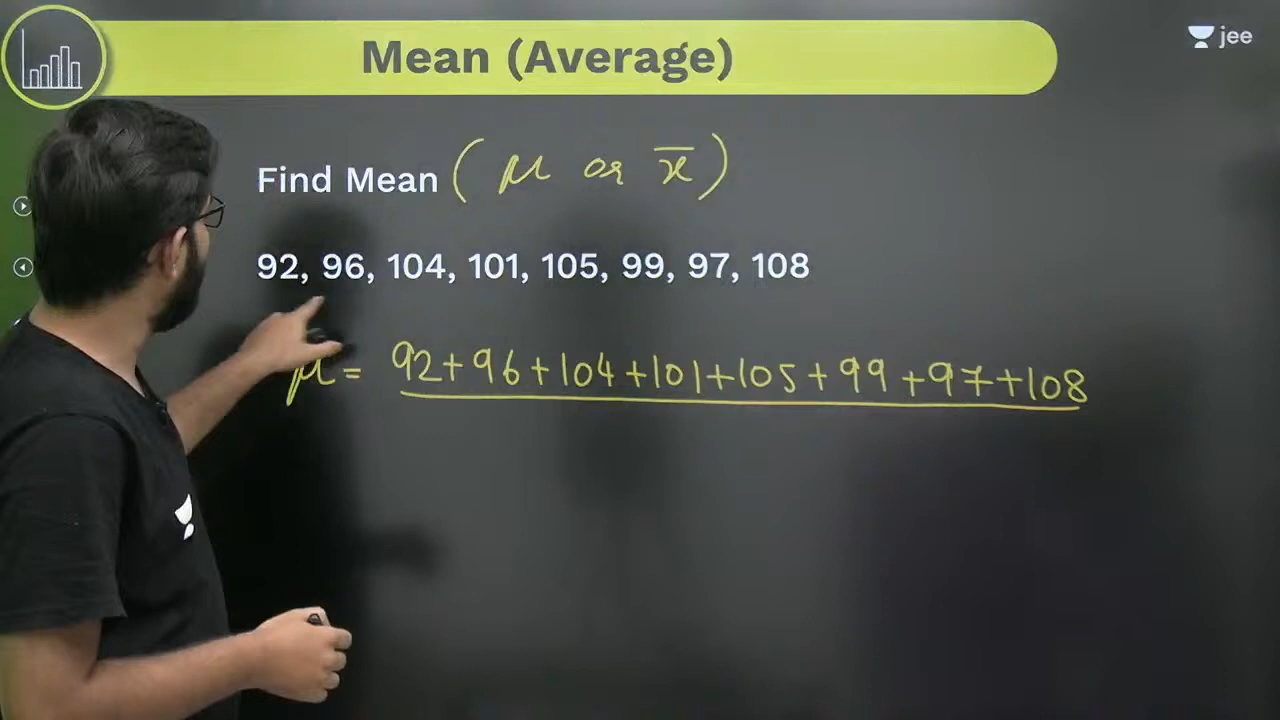 Mean (Average)
jee
Find Mean ( μ or x̄ )
92, 96, 104, 101, 105, 99, 97, 108
μ = 92+96+104+101+105+99+97+108